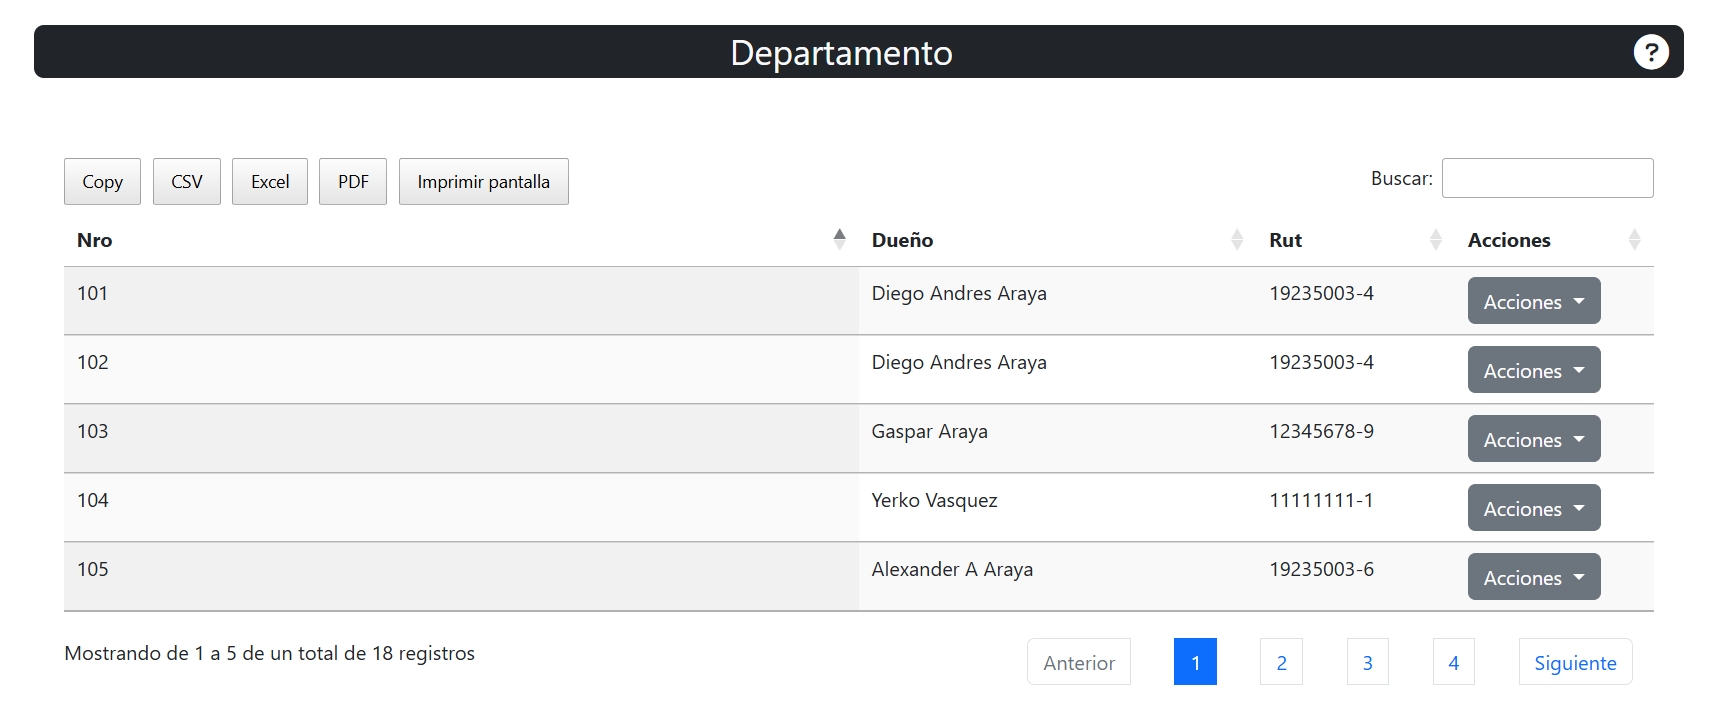 Departamento ?
Copy CSV Excel PDF Imprimir pantalla Buscar:
Nro Dueño Rut Acciones
101 Diego Andres Araya 19235003-4 Acciones
102 Diego Andres Araya 19235003-4 Acciones
103 Gaspar Araya 12345678-9 Acciones
104 Yerko Vasquez 11111111-1 Acciones
105 Alexander A Araya 19235003-6 Acciones
Mostrando de 1 a 5 de un total de 18 registros Anterior 1 2 3 4 Siguiente